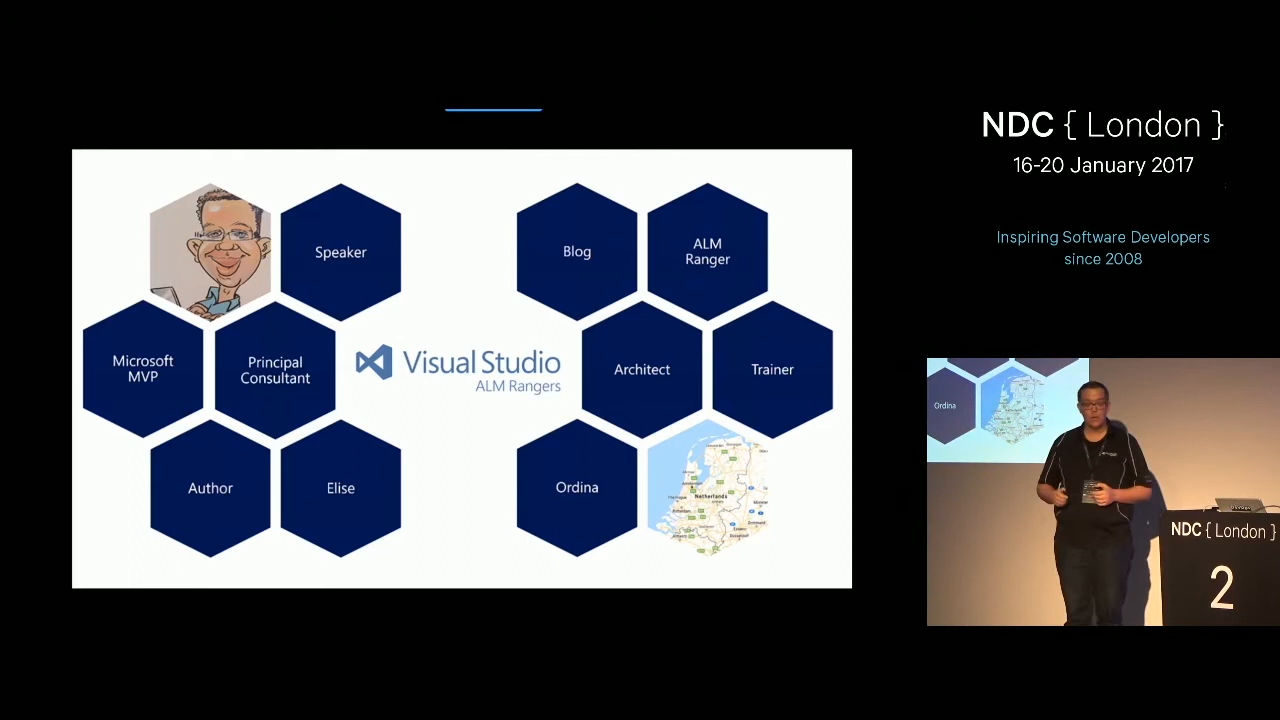 NDC { London }
16-20 January 2017
Inspiring Software Developers
since 2008
Speaker
Microsoft
MVP
Principal
Consultant
Author
Elise
Visual Studio
ALM Rangers
Blog
ALM
Ranger
Architect
Trainer
Ordina
Netherlands
Ordina
NDC { London }
2